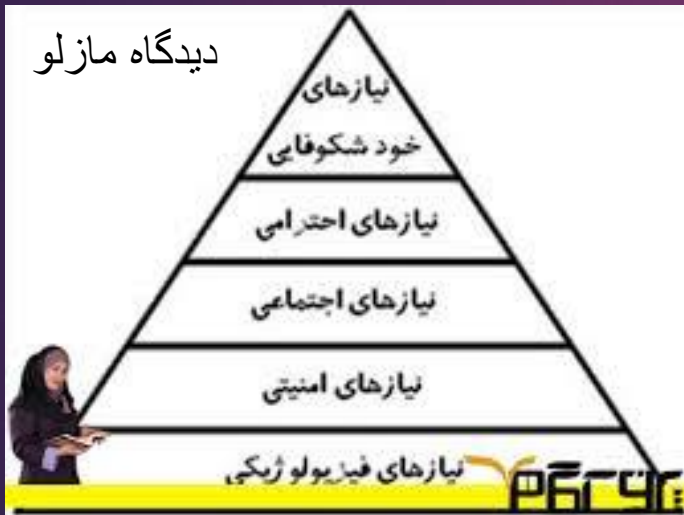 دیدگاه مازلو
نیازهای
خود شکوفایی
نیازهای احترامی
نیازهای اجتماعی
نیازهای امنیتی
نیازهای فیزیولوژیکی